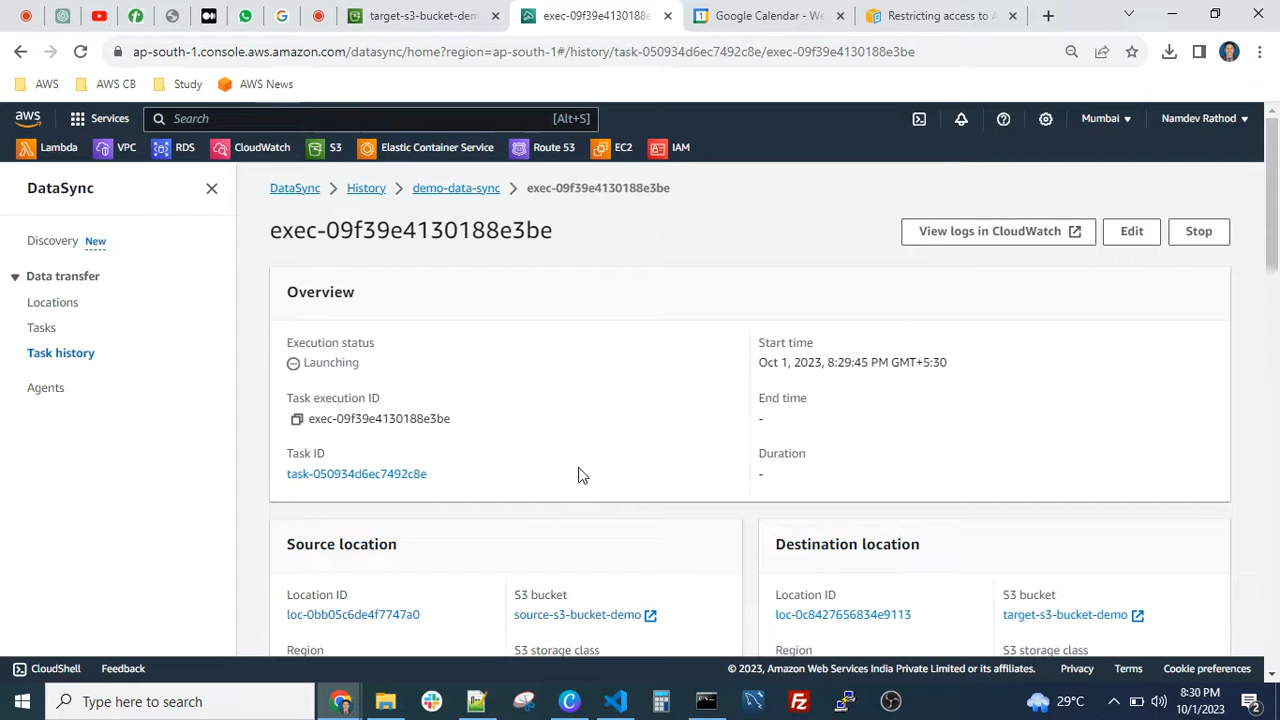 target-s3-bucket-dem
exec-09f39e4130188e3be
Google Calendar - We
Restricting access to A
ap-south-1.console.aws.amazon.com/datasync/home?region=ap-south-1#/history/task-050934d6ec7492c8e/exec-09f39e4130188e3be
AWS
AWS CB
Study
AWS News
aws
Services
Search
[Alt+S]
Mumbai
Namdev Rathod
Lambda
VPC
RDS
CloudWatch
S3
Elastic Container Service
Route 53
EC2
IAM
DataSync
Discovery New
Data transfer
Locations
Tasks
Task history
Agents
DataSync
History
demo-data-sync
exec-09f39e4130188e3be
exec-09f39e4130188e3be
View logs in CloudWatch
Edit
Stop
Overview
Execution status
Launching
Task execution ID
exec-09f39e4130188e3be
Task ID
task-050934d6ec7492c8e
Start time
Oct 1, 2023, 8:29:45 PM GMT+5:30
End time
-
Duration
-
Source location
Location ID
loc-0bb05c6de4f7747a0
Region
S3 bucket
source-s3-bucket-demo
S3 storage class
Destination location
Location ID
loc-0c8427656834e9113
Region
S3 bucket
target-s3-bucket-demo
S3 storage class
CloudShell
Feedback
© 2023, Amazon Web Services India Private Limited or its affiliates.
Privacy
Terms
Cookie preferences
Type here to search
29°C
8:30 PM
10/1/2023
2